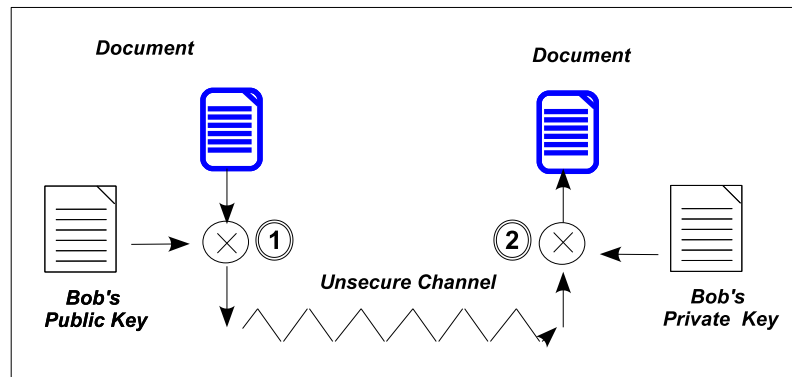 Document
Document
1
2
Unsecure Channel
Bob's
Public Key
Bob's
Private Key